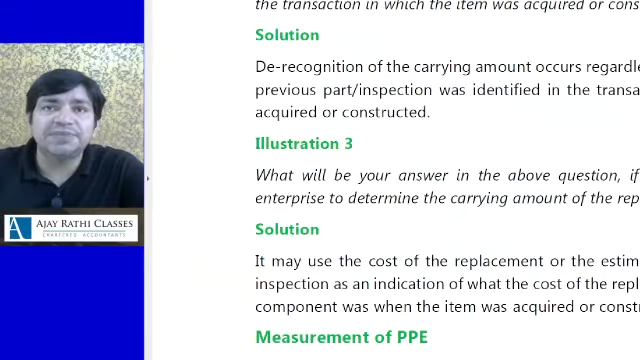 the transaction in which the item was acquired or cons
Solution
De-recognition of the carrying amount occurs regardle
previous part/inspection was identified in the transa
acquired or constructed.
Illustration 3
What will be your answer in the above question, if
enterprise to determine the carrying amount of the rep
Solution
It may use the cost of the replacement or the estim
inspection as an indication of what the cost of the repl
component was when the item was acquired or constr
Measurement of PPE
AJAY RATHI CLASSES
CHARTERED ACCOUNTANTS